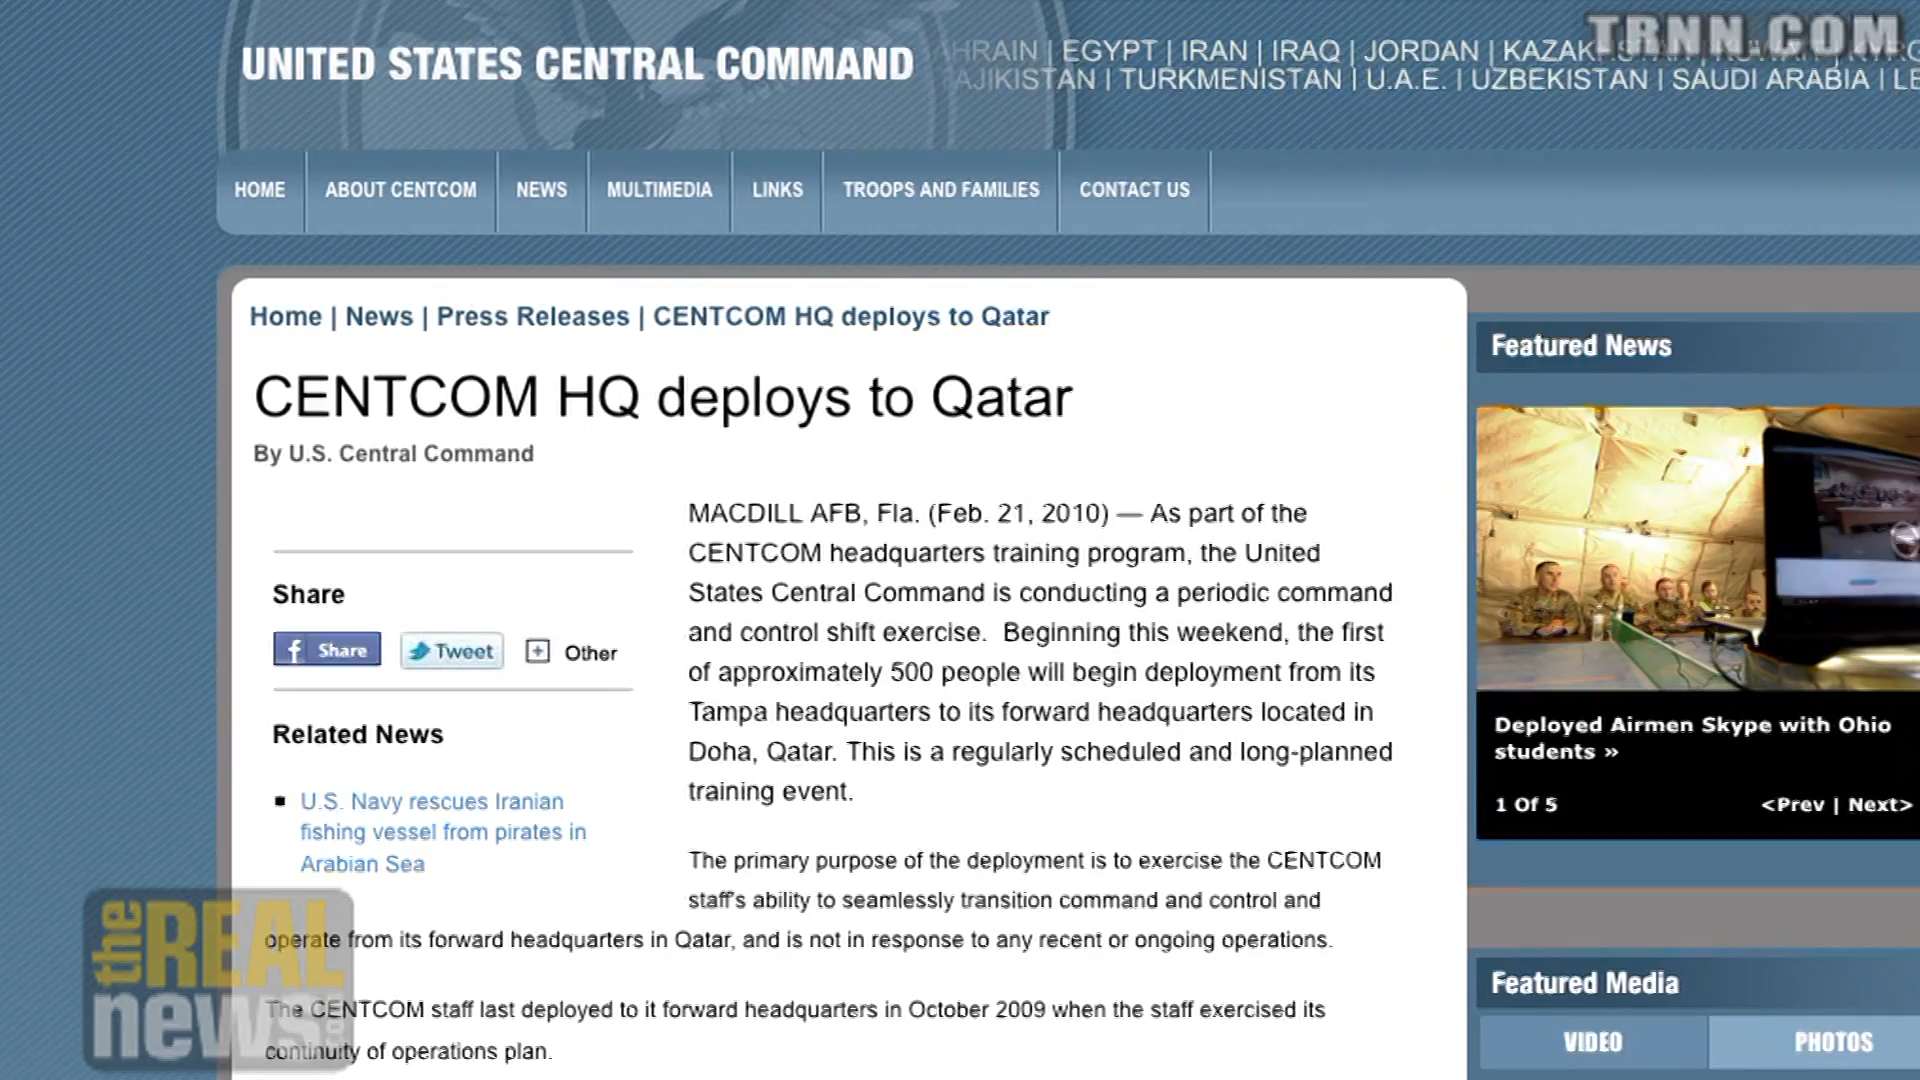 TRNN.COM
UNITED STATES CENTRAL COMMAND
AHRAIN | EGYPT | IRAN | IRAQ | JORDAN | KAZAKHSTAN | KUWAIT | KYRG
TAJIKISTAN | TURKMENISTAN | U.A.E. | UZBEKISTAN | SAUDI ARABIA | LE
HOME
ABOUT CENTCOM
NEWS
MULTIMEDIA
LINKS
TROOPS AND FAMILIES
CONTACT US
Home | News | Press Releases | CENTCOM HQ deploys to Qatar
CENTCOM HQ deploys to Qatar
By U.S. Central Command
MACDILL AFB, Fla. (Feb. 21, 2010) — As part of the
CENTCOM headquarters training program, the United
States Central Command is conducting a periodic command
and control shift exercise.  Beginning this weekend, the first
of approximately 500 people will begin deployment from its
Tampa headquarters to its forward headquarters located in
Doha, Qatar. This is a regularly scheduled and long-planned
training event.
The primary purpose of the deployment is to exercise the CENTCOM
staff's ability to seamlessly transition command and control and
operate from its forward headquarters in Qatar, and is not in response to any recent or ongoing operations.
The CENTCOM staff last deployed to it forward headquarters in October 2009 when the staff exercised its
continuity of operations plan.
Share
f Share
Tweet
+ Other
Related News
U.S. Navy rescues Iranian
fishing vessel from pirates in
Arabian Sea
Featured News
Deployed Airmen Skype with Ohio
students »
1 Of 5
<Prev | Next>
Featured Media
VIDEO
PHOTOS
the REAL
news